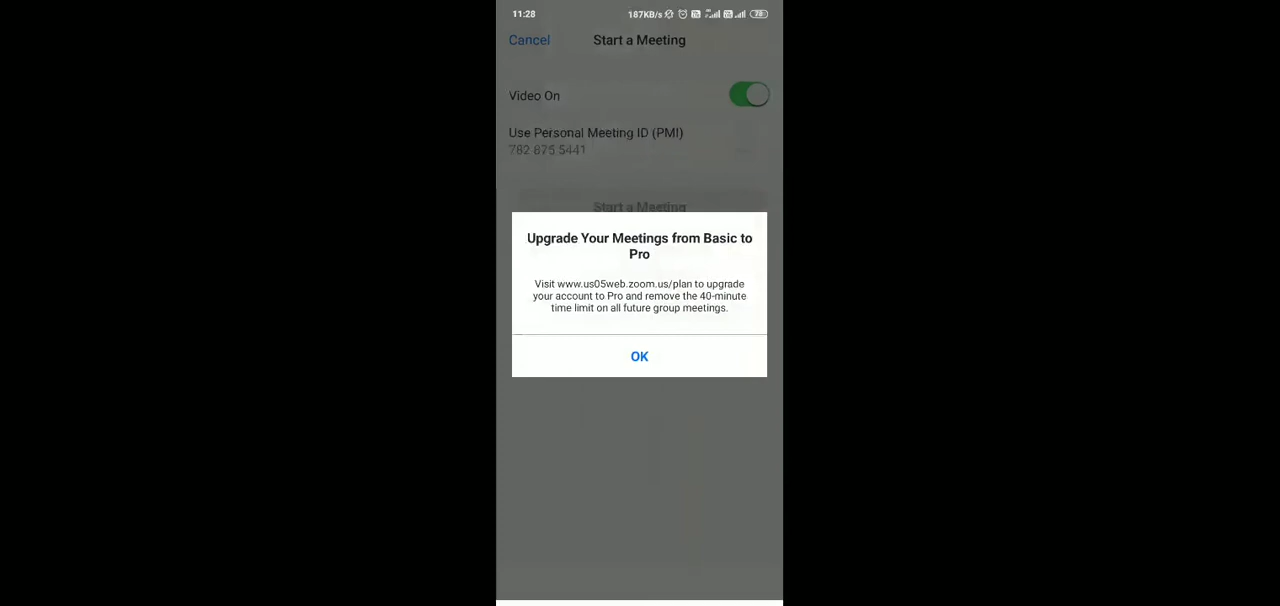 11:28
187KB/s
78
Cancel
Start a Meeting
Video On
Use Personal Meeting ID (PMI)
782 875 5441
Start a Meeting
Upgrade Your Meetings from Basic to
Pro
Visit www.us05web.zoom.us/plan to upgrade
your account to Pro and remove the 40-minute
time limit on all future group meetings.
OK